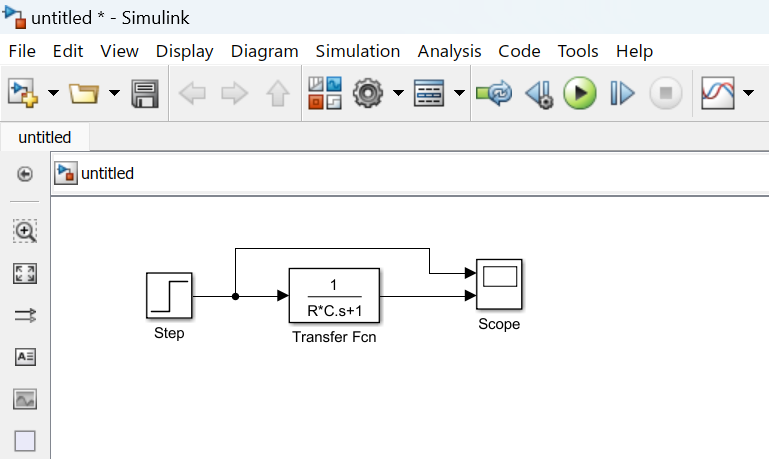 untitled * - Simulink
File Edit View Display Diagram Simulation Analysis Code Tools Help
untitled
untitled
1
R*C.s+1
Step
Transfer Fcn
Scope
A